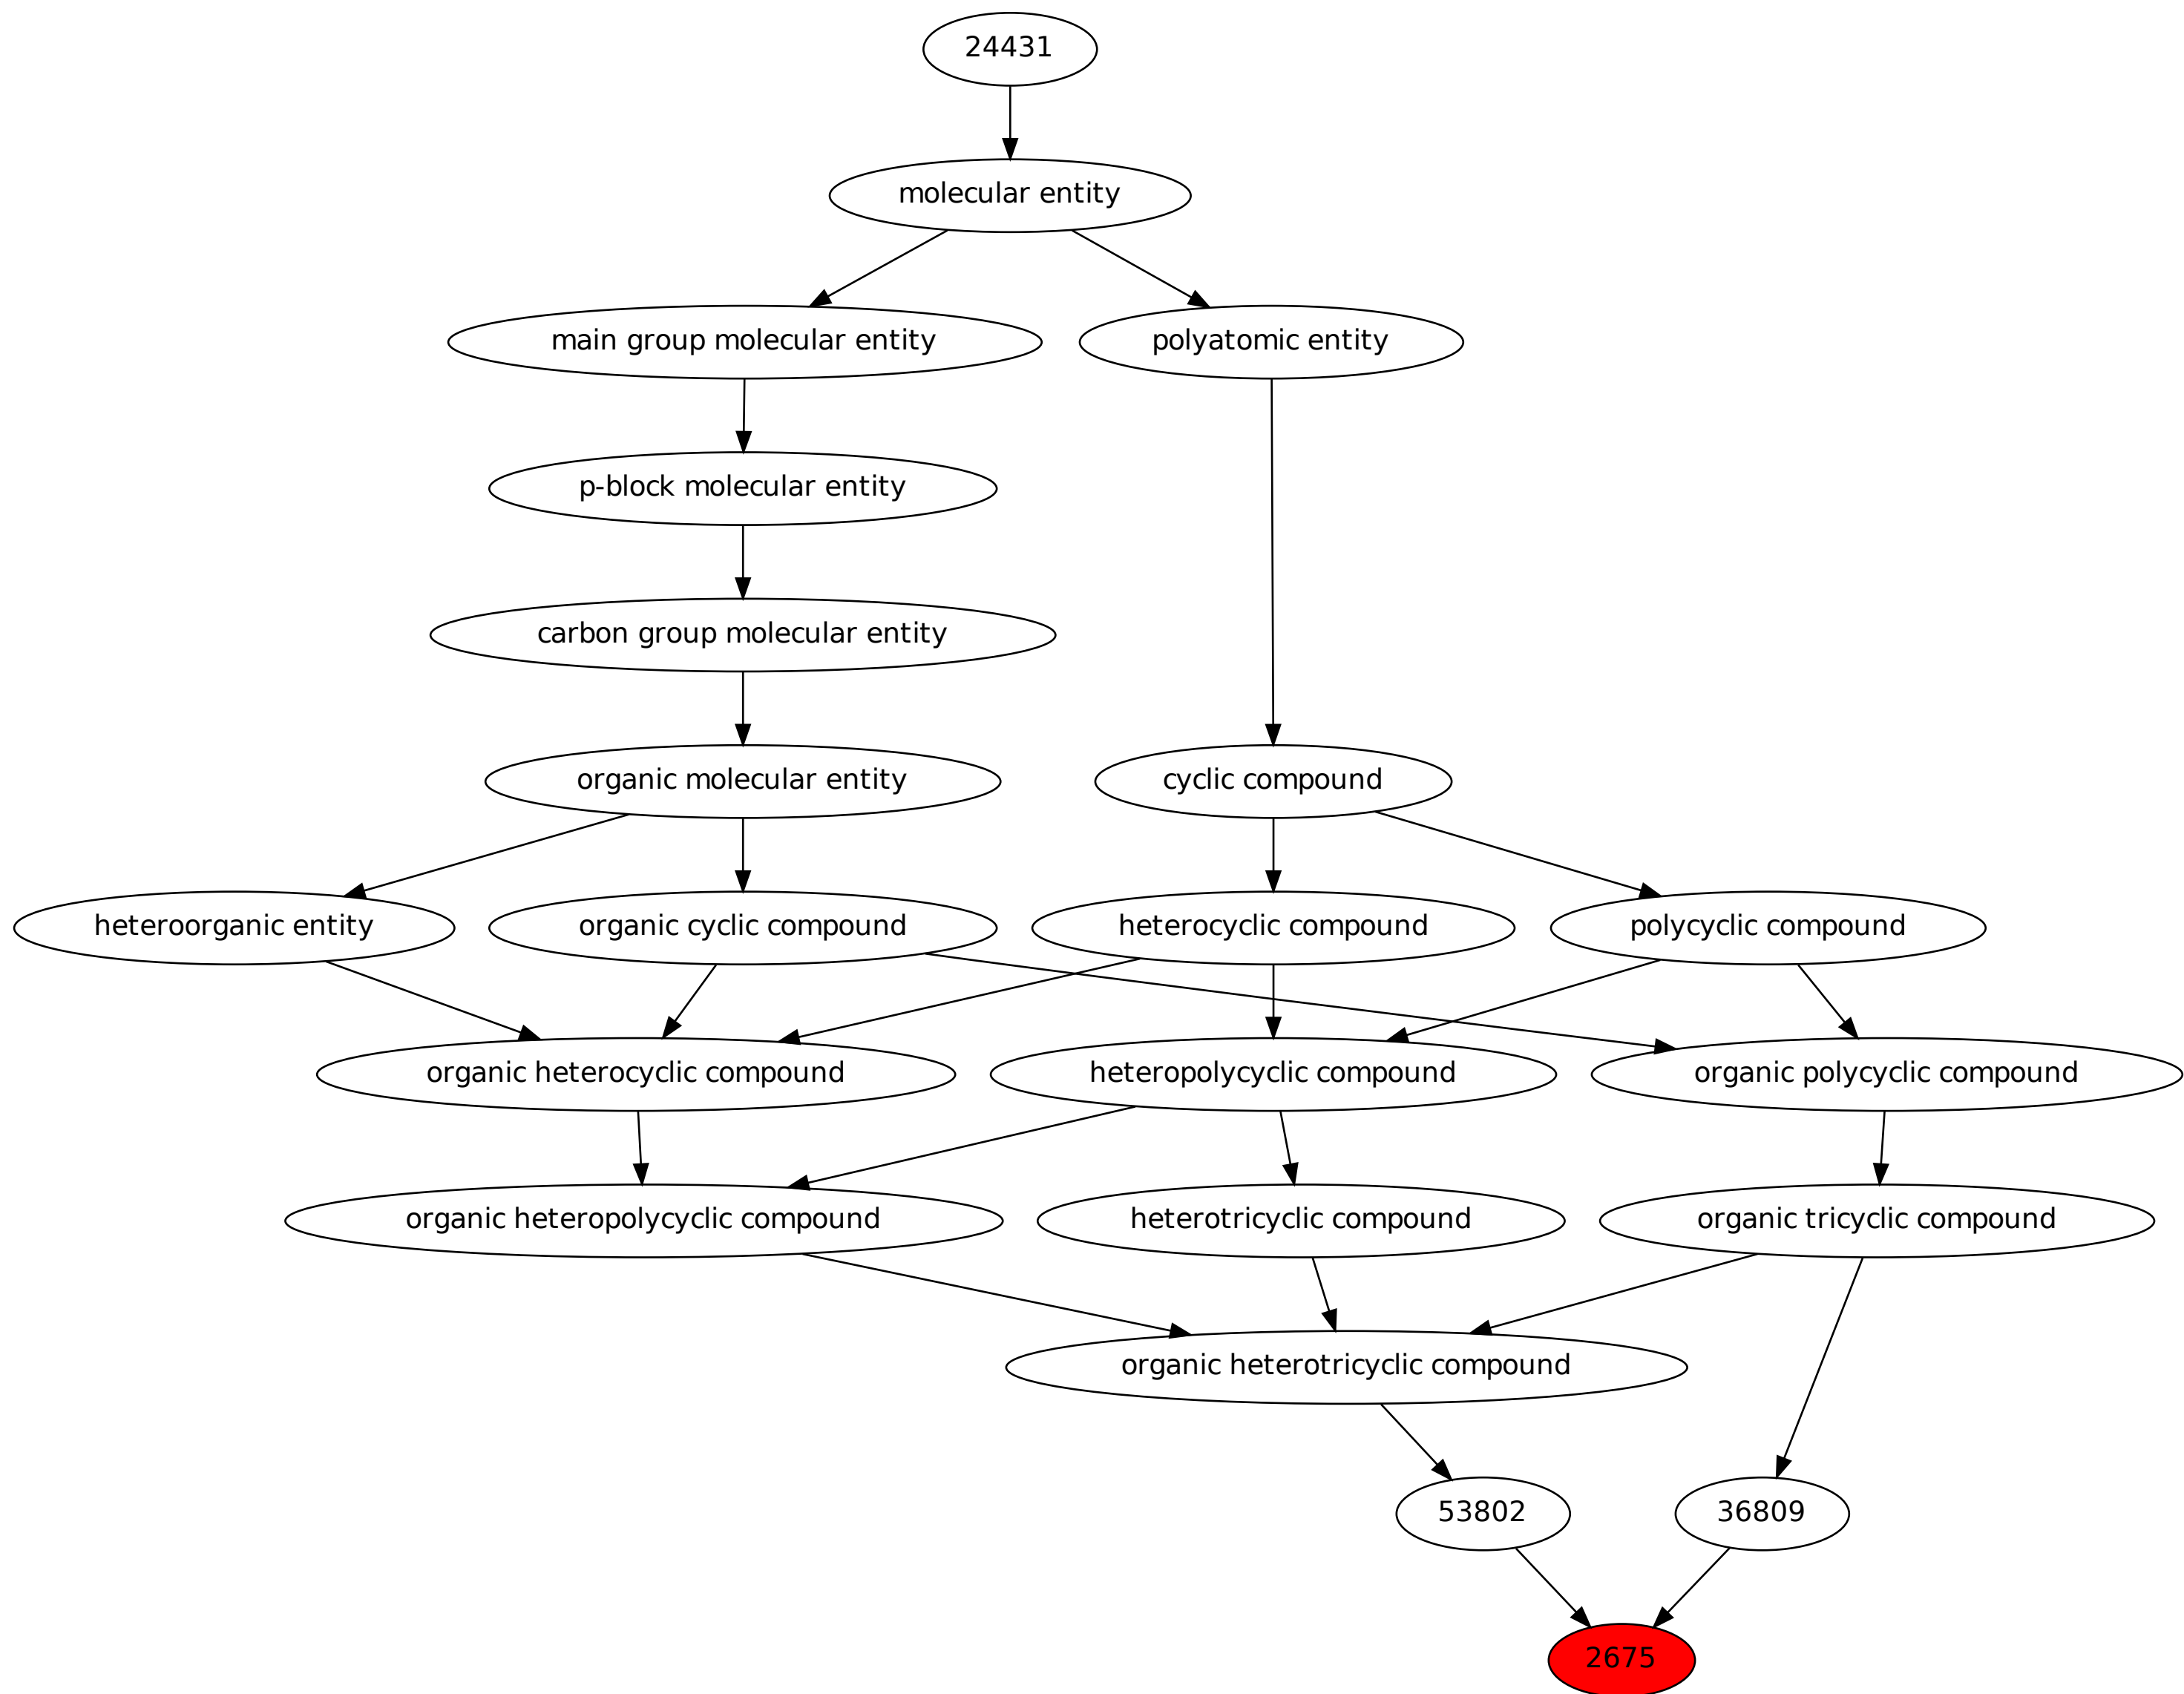 24431
molecular entity
main group molecular entity
polyatomic entity
p-block molecular entity
carbon group molecular entity
organic molecular entity
cyclic compound
heteroorganic entity
organic cyclic compound
heterocyclic compound
polycyclic compound
organic heterocyclic compound
heteropolycyclic compound
organic polycyclic compound
organic heteropolycyclic compound
heterotricyclic compound
organic tricyclic compound
organic heterotricyclic compound
53802
36809
2675